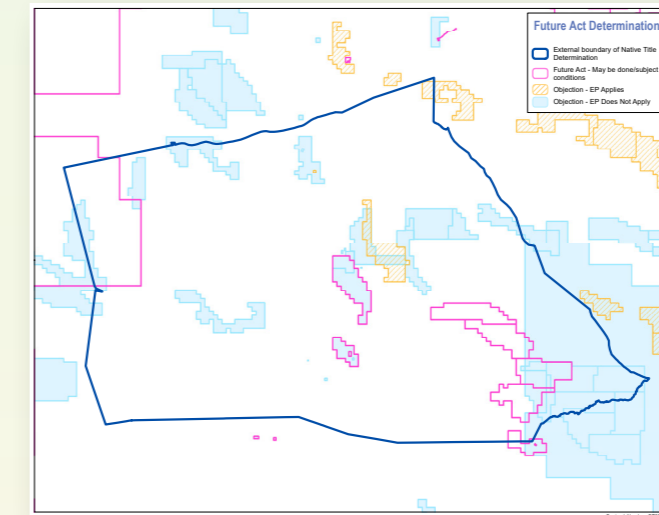 Future Act Determination
External boundary of Native Title
Determination
Future Act - May be done/subject
conditions
Objection - EP Applies
Objection - EP Does Not Apply